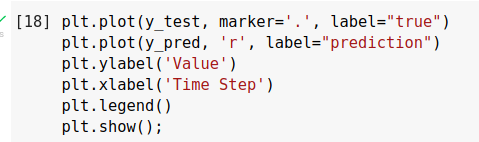 [18] plt.plot(y_test, marker='.', label="true")
plt.plot(y_pred, 'r', label="prediction")
plt.ylabel('Value')
plt.xlabel('Time Step')
plt.legend()
plt.show();